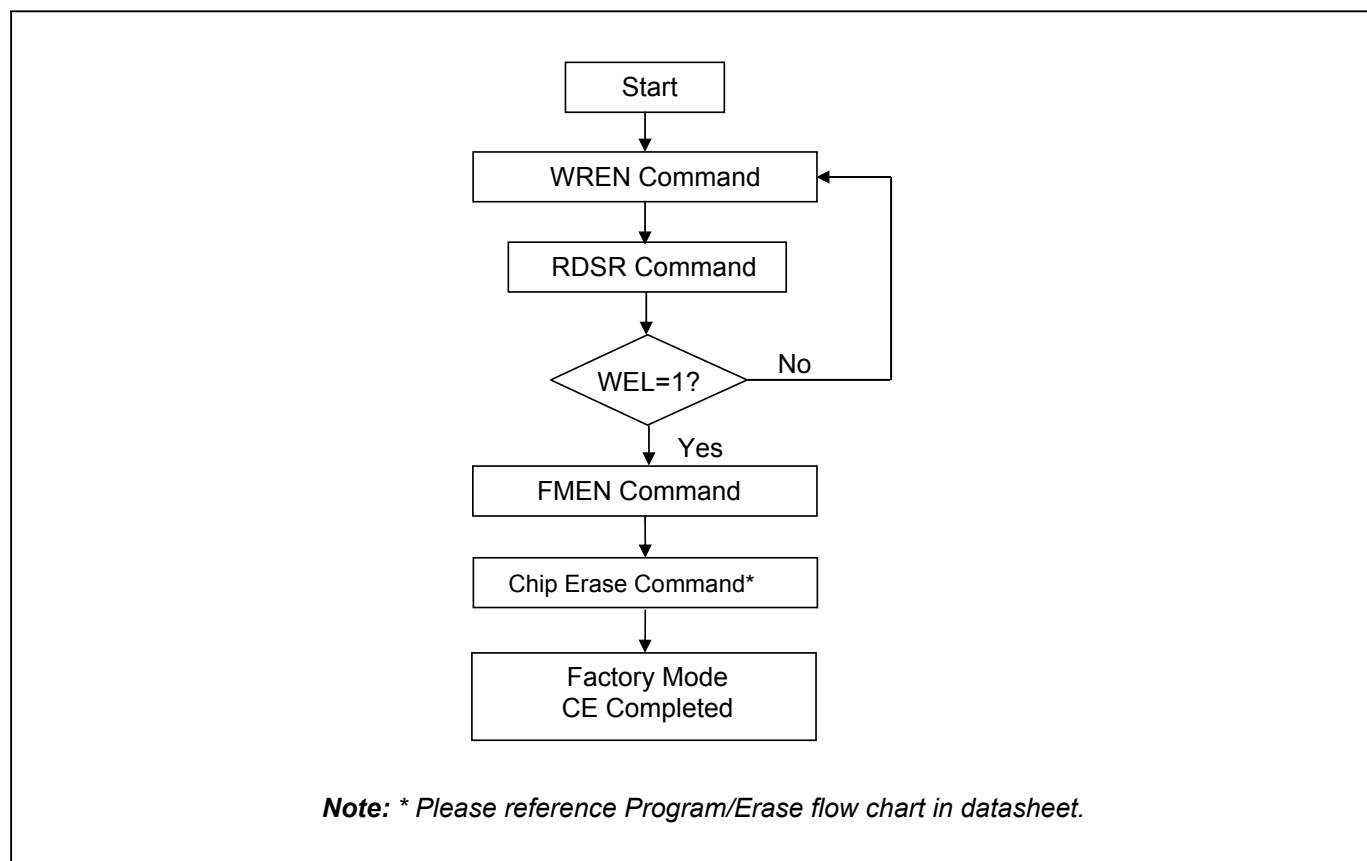 Start
WREN Command
RDSR Command
WEL=1?
No
Yes
FMEN Command
Chip Erase Command*
Factory Mode
CE Completed
Note: * Please reference Program/Erase flow chart in datasheet.